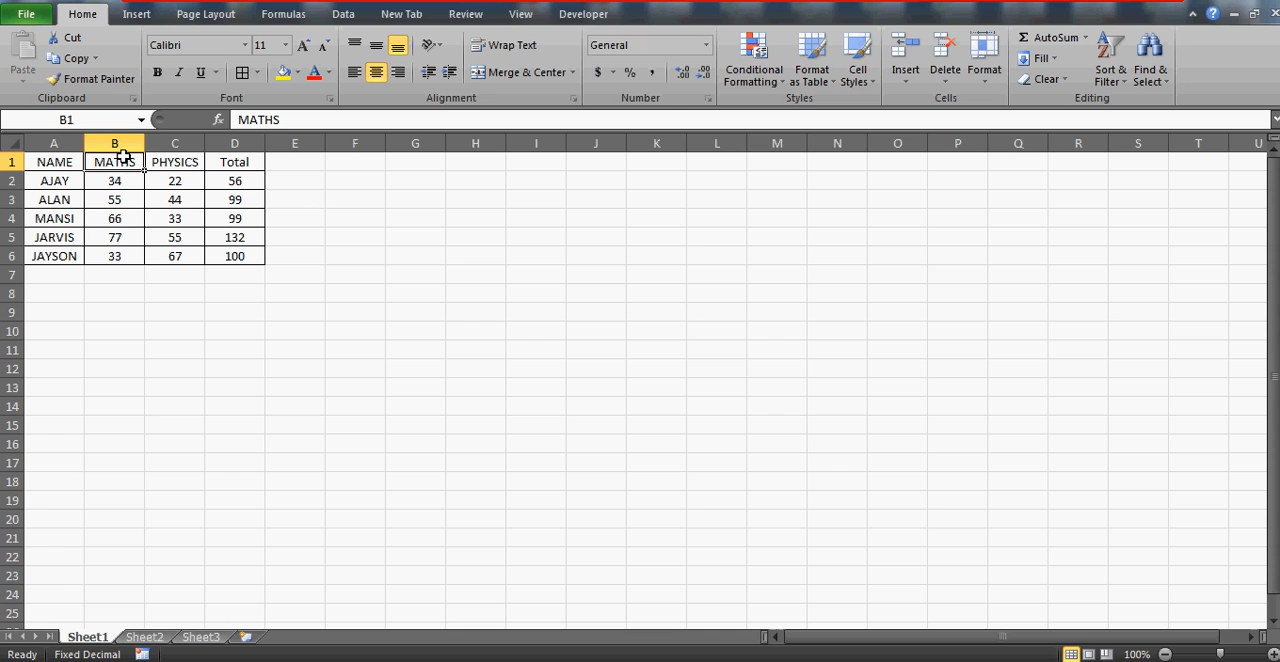 File Home Insert Page Layout Formulas Data New Tab Review View Developer
Paste Cut Copy Format Painter Clipboard
Calibri 11 A A B I U A Font
Wrap Text Merge & Center Alignment
General $ % , .0 .00 .00 .0 Number
Conditional Formatting Format as Table Cell Styles Styles
Insert Delete Format Cells
Σ AutoSum Fill Clear Sort & Filter Find & Select Editing
B1 fx MATHS
A B C D E F G H I J K L M N O P Q R S T U
1 NAME MATHS PHYSICS Total
2 AJAY 34 22 56
3 ALAN 55 44 99
4 MANSI 66 33 99
5 JARVIS 77 55 132
6 JAYSON 33 67 100
7
8
9
10
11
12
13
14
15
16
17
18
19
20
21
22
23
24
25
Sheet1 Sheet2 Sheet3
Ready Fixed Decimal 100%